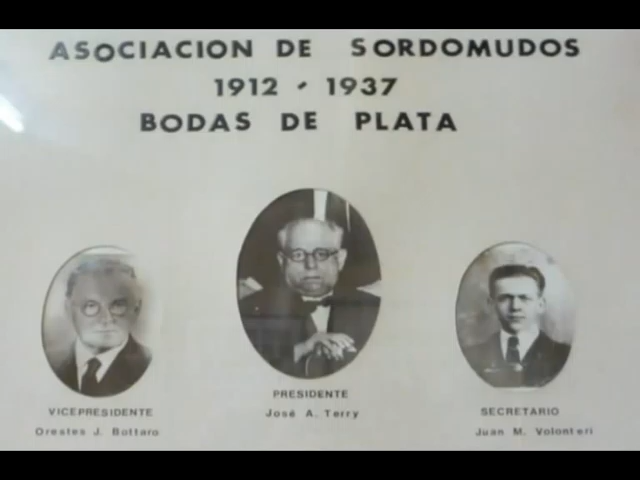 ASOCIACION DE SORDOMUDOS
1912 - 1937
BODAS DE PLATA
PRESIDENTE
José A. Terry
VICEPRESIDENTE
Orestes J. Bottaro
SECRETARIO
Juan M. Volonteri